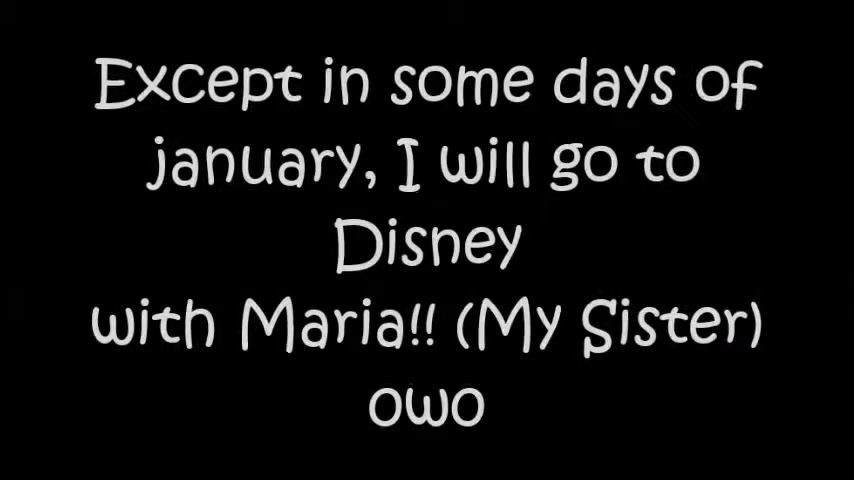 Except in some days of
january, I will go to
Disney
with Maria!! (My Sister)
owo